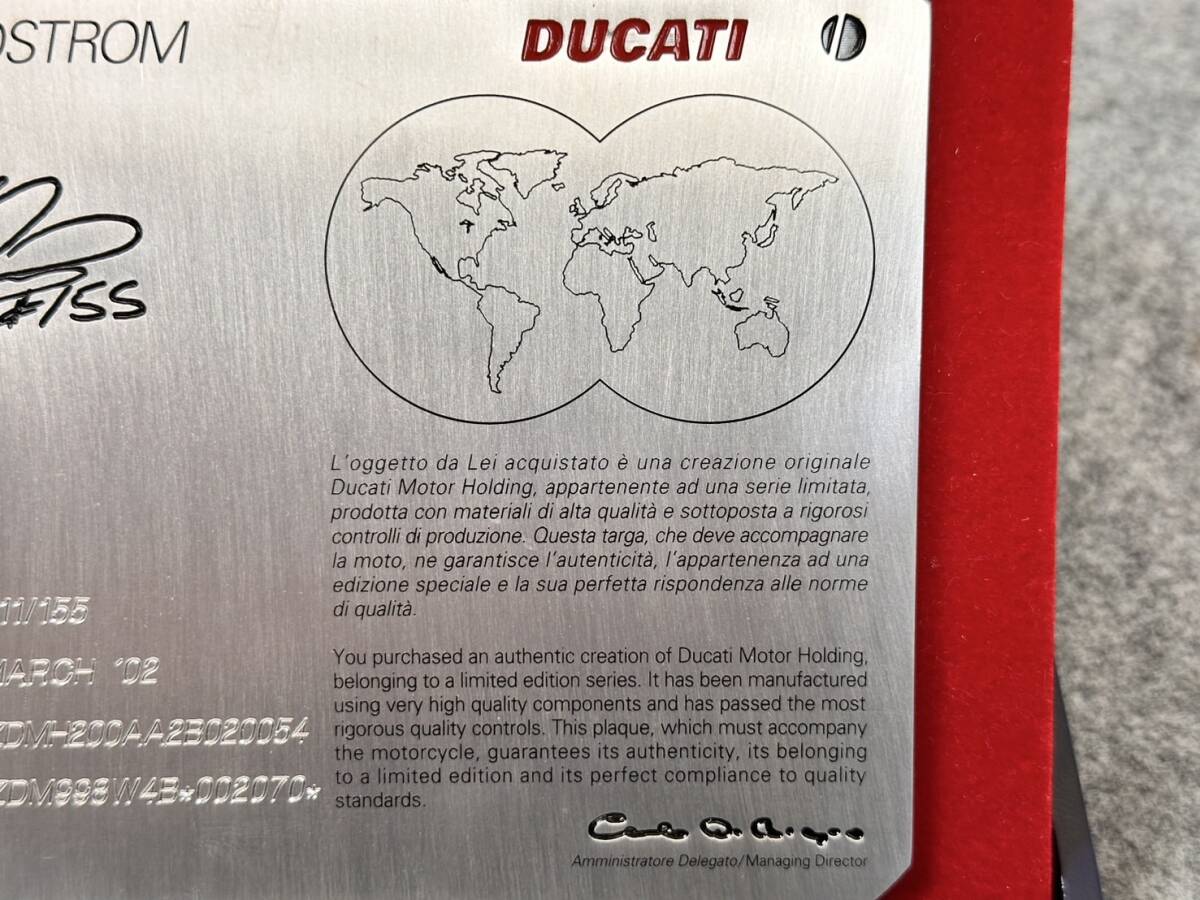 DSTROM
DUCATI
#155
L'oggetto da Lei acquistato è una creazione originale
Ducati Motor Holding, appartenente ad una serie limitata,
prodotta con materiali di alta qualità e sottoposta a rigorosi
controlli di produzione. Questa targa, che deve accompagnare
la moto, ne garantisce l'autenticità, l'appartenenza ad una
edizione speciale e la sua perfetta rispondenza alle norme
di qualità.
11/155
MARCH '02
ZDMH200AA2B020054
ZDM998W4B*002070*
You purchased an authentic creation of Ducati Motor Holding,
belonging to a limited edition series. It has been manufactured
using very high quality components and has passed the most
rigorous quality controls. This plaque, which must accompany
the motorcycle, guarantees its authenticity, its belonging
to a limited edition and its perfect compliance to quality
standards.
Amministratore Delegato/Managing Director